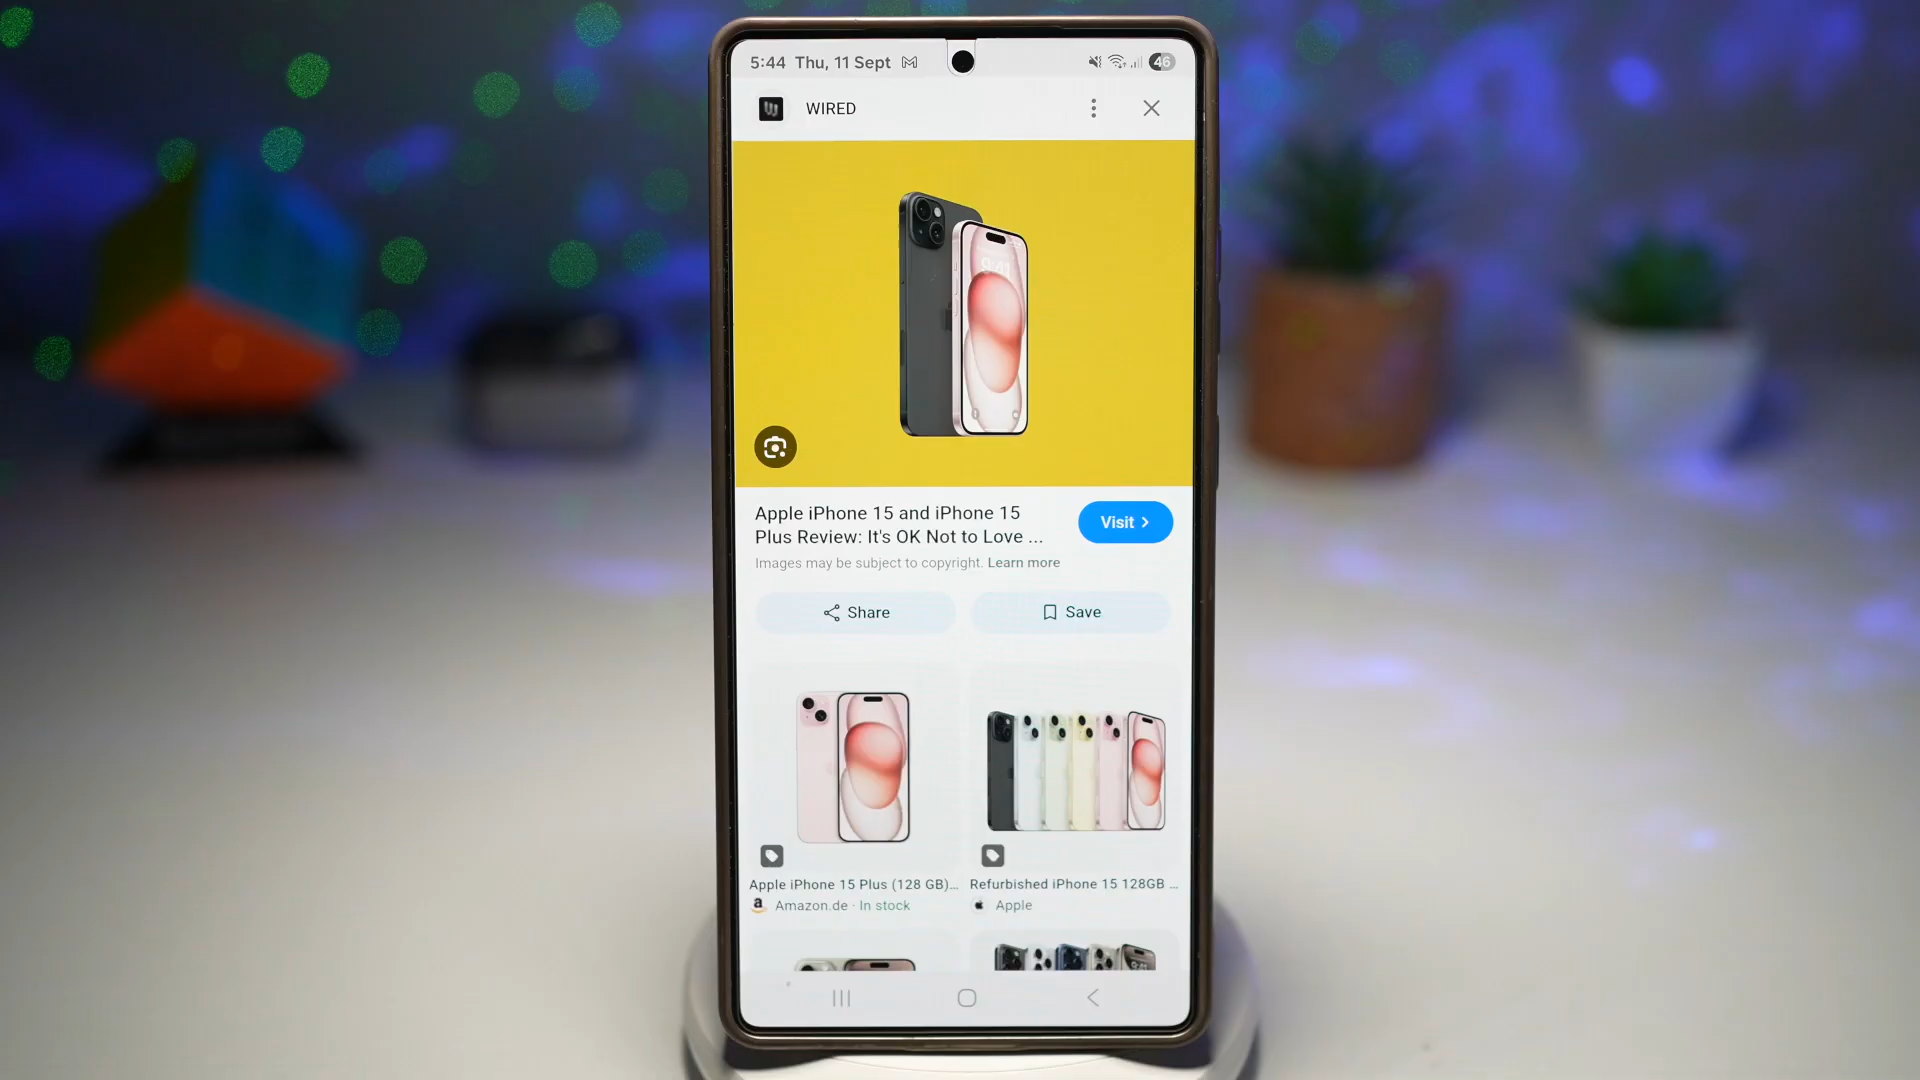 5:44 Thu, 11 Sept 46
WIRED
9:41
Apple iPhone 15 and iPhone 15
Plus Review: It's OK Not to Love ...
Visit
Images may be subject to copyright. Learn more
Share
Save
Apple iPhone 15 Plus (128 GB)...
Amazon.de · In stock
Refurbished iPhone 15 128GB ...
Apple